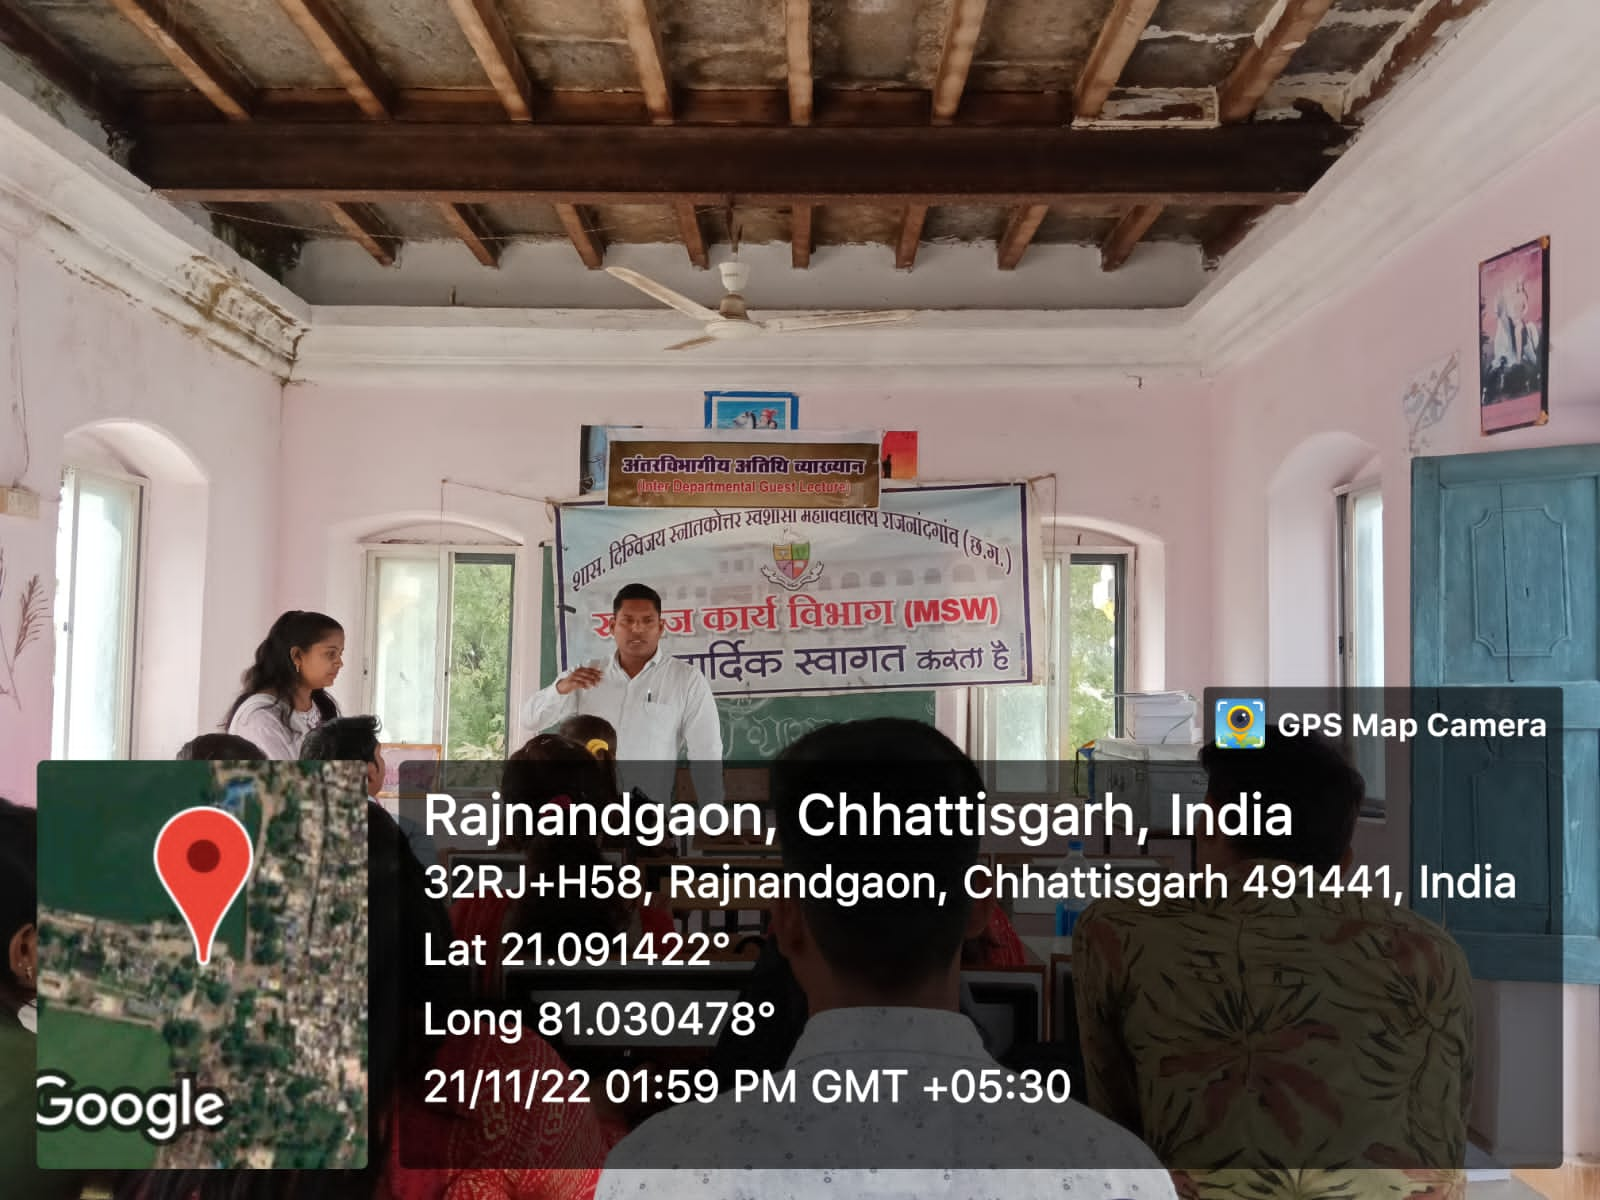 अंतरविभागीय अतिथि व्याख्यान
(Inter Departmental Guest Lecture)
शास. दिग्विजय स्नातकोत्तर स्वशासी महाविद्यालय राजनांदगांव (छ.ग.)
कार्य विभाग (MSW)
स्वागत करता है
GPS Map Camera
Rajnandgaon, Chhattisgarh, India
32RJ+H58, Rajnandgaon, Chhattisgarh 491441, India
Lat 21.091422°
Long 81.030478°
21/11/22 01:59 PM GMT +05:30
Google